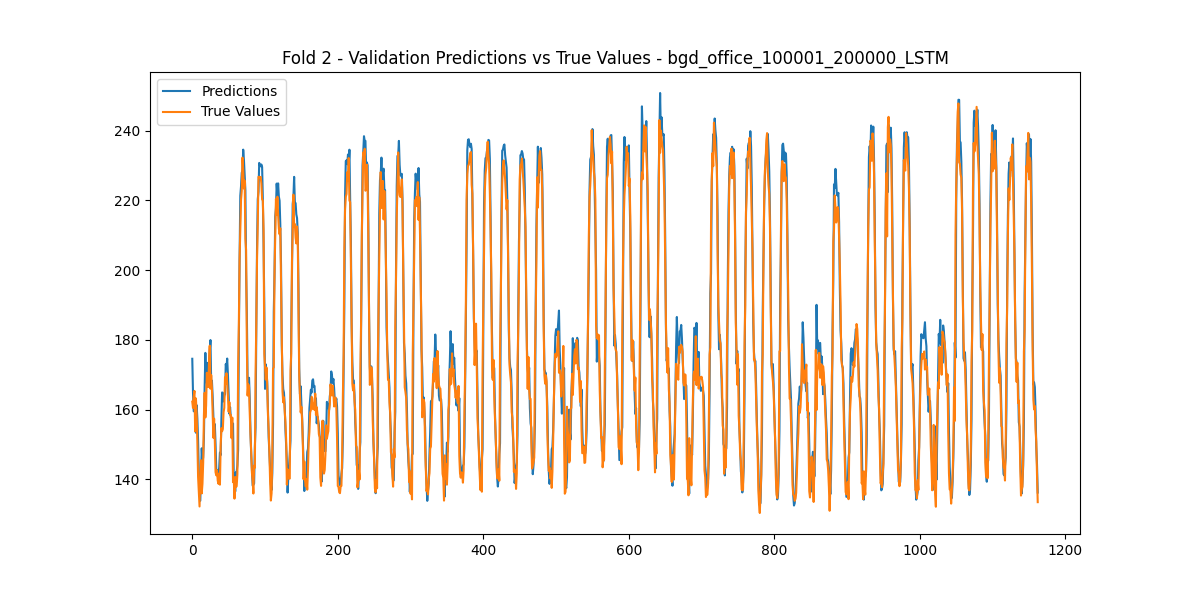 Fold 2 - Validation Predictions vs True Values - bgd_office_100001_200000_LSTM
Predictions
True Values
240
220
200
180
160
140
0 200 400 600 800 1000 1200